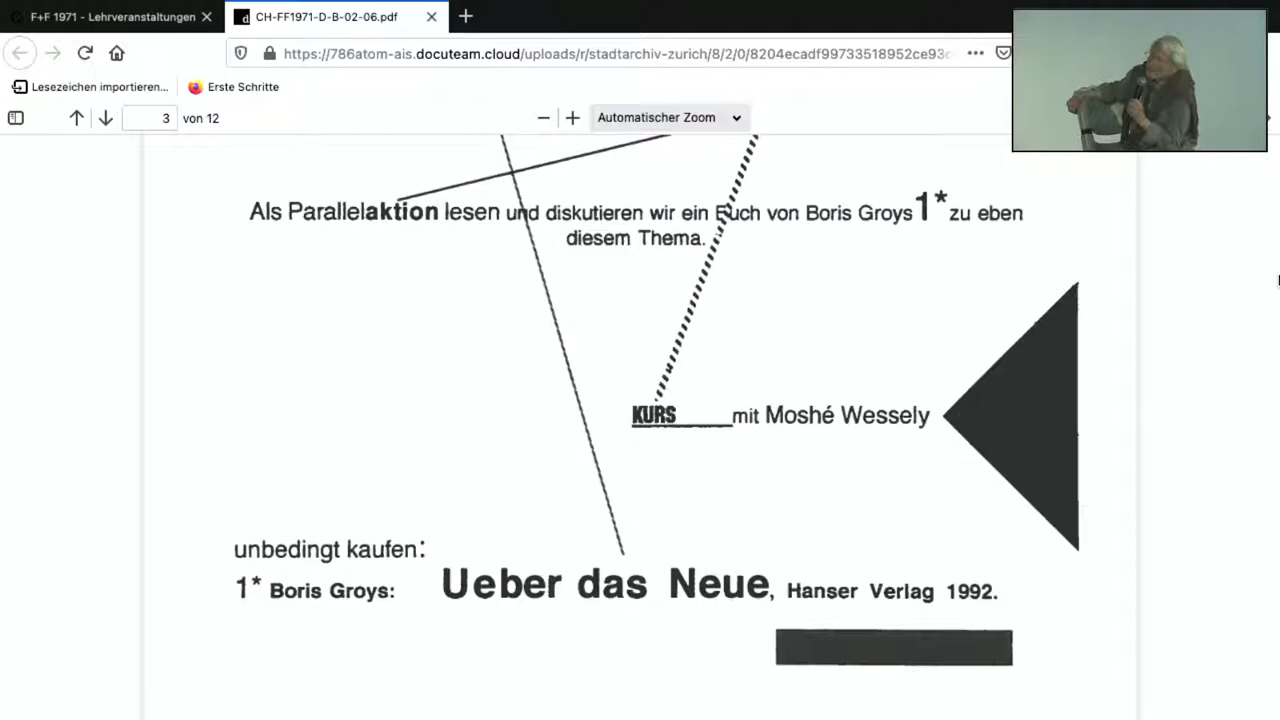 F+F 1971 - Lehrveranstaltungen
CH-FF1971-D-B-02-06.pdf
https://786atom-ais.docuteam.cloud/uploads/r/stadtarchiv-zurich/8/2/0/8204ecadf99733518952ce93c
Lesezeichen importieren...
Erste Schritte
3 von 12
Automatischer Zoom
Als Parallelaktion lesen und diskutieren wir ein Buch von Boris Groys 1* zu eben
diesem Thema.
KURS mit Moshé Wessely
unbedingt kaufen:
1* Boris Groys: Ueber das Neue, Hanser Verlag 1992.